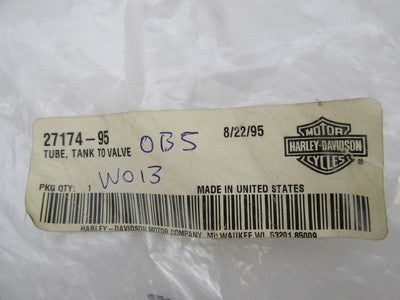 27174-95 OB5 8/22/95
TUBE, TANK TO VALVE
MOTOR
HARLEY-DAVIDSON
CYCLES
PKG QTY: 1 W013 MADE IN UNITED STATES
HARLEY-DAVIDSON MOTOR COMPANY, MILWAUKEE WI. 53201 85009